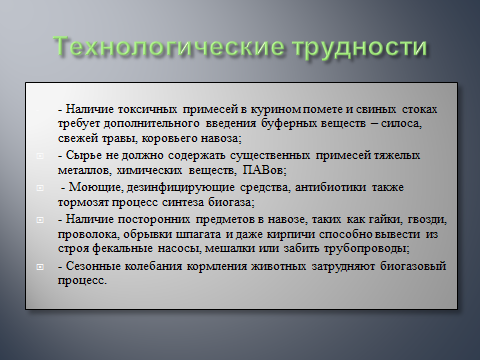 Технологические трудности
- Наличие токсичных примесей в курином помете и свиных стоках
требует дополнительного введения буферных веществ – силоса,
свежей травы, коровьего навоза;
- Сырье не должно содержать существенных примесей тяжелых
металлов, химических веществ, ПАВов;
- Моющие, дезинфицирующие средства, антибиотики также
тормозят процесс синтеза биогаза;
- Наличие посторонних предметов в навозе, таких как гайки, гвозди,
проволока, обрывки шпагата и даже кирпичи способно вывести из
строя фекальные насосы, мешалки или забить трубопроводы;
- Сезонные колебания кормления животных затрудняют биогазовый
процесс.